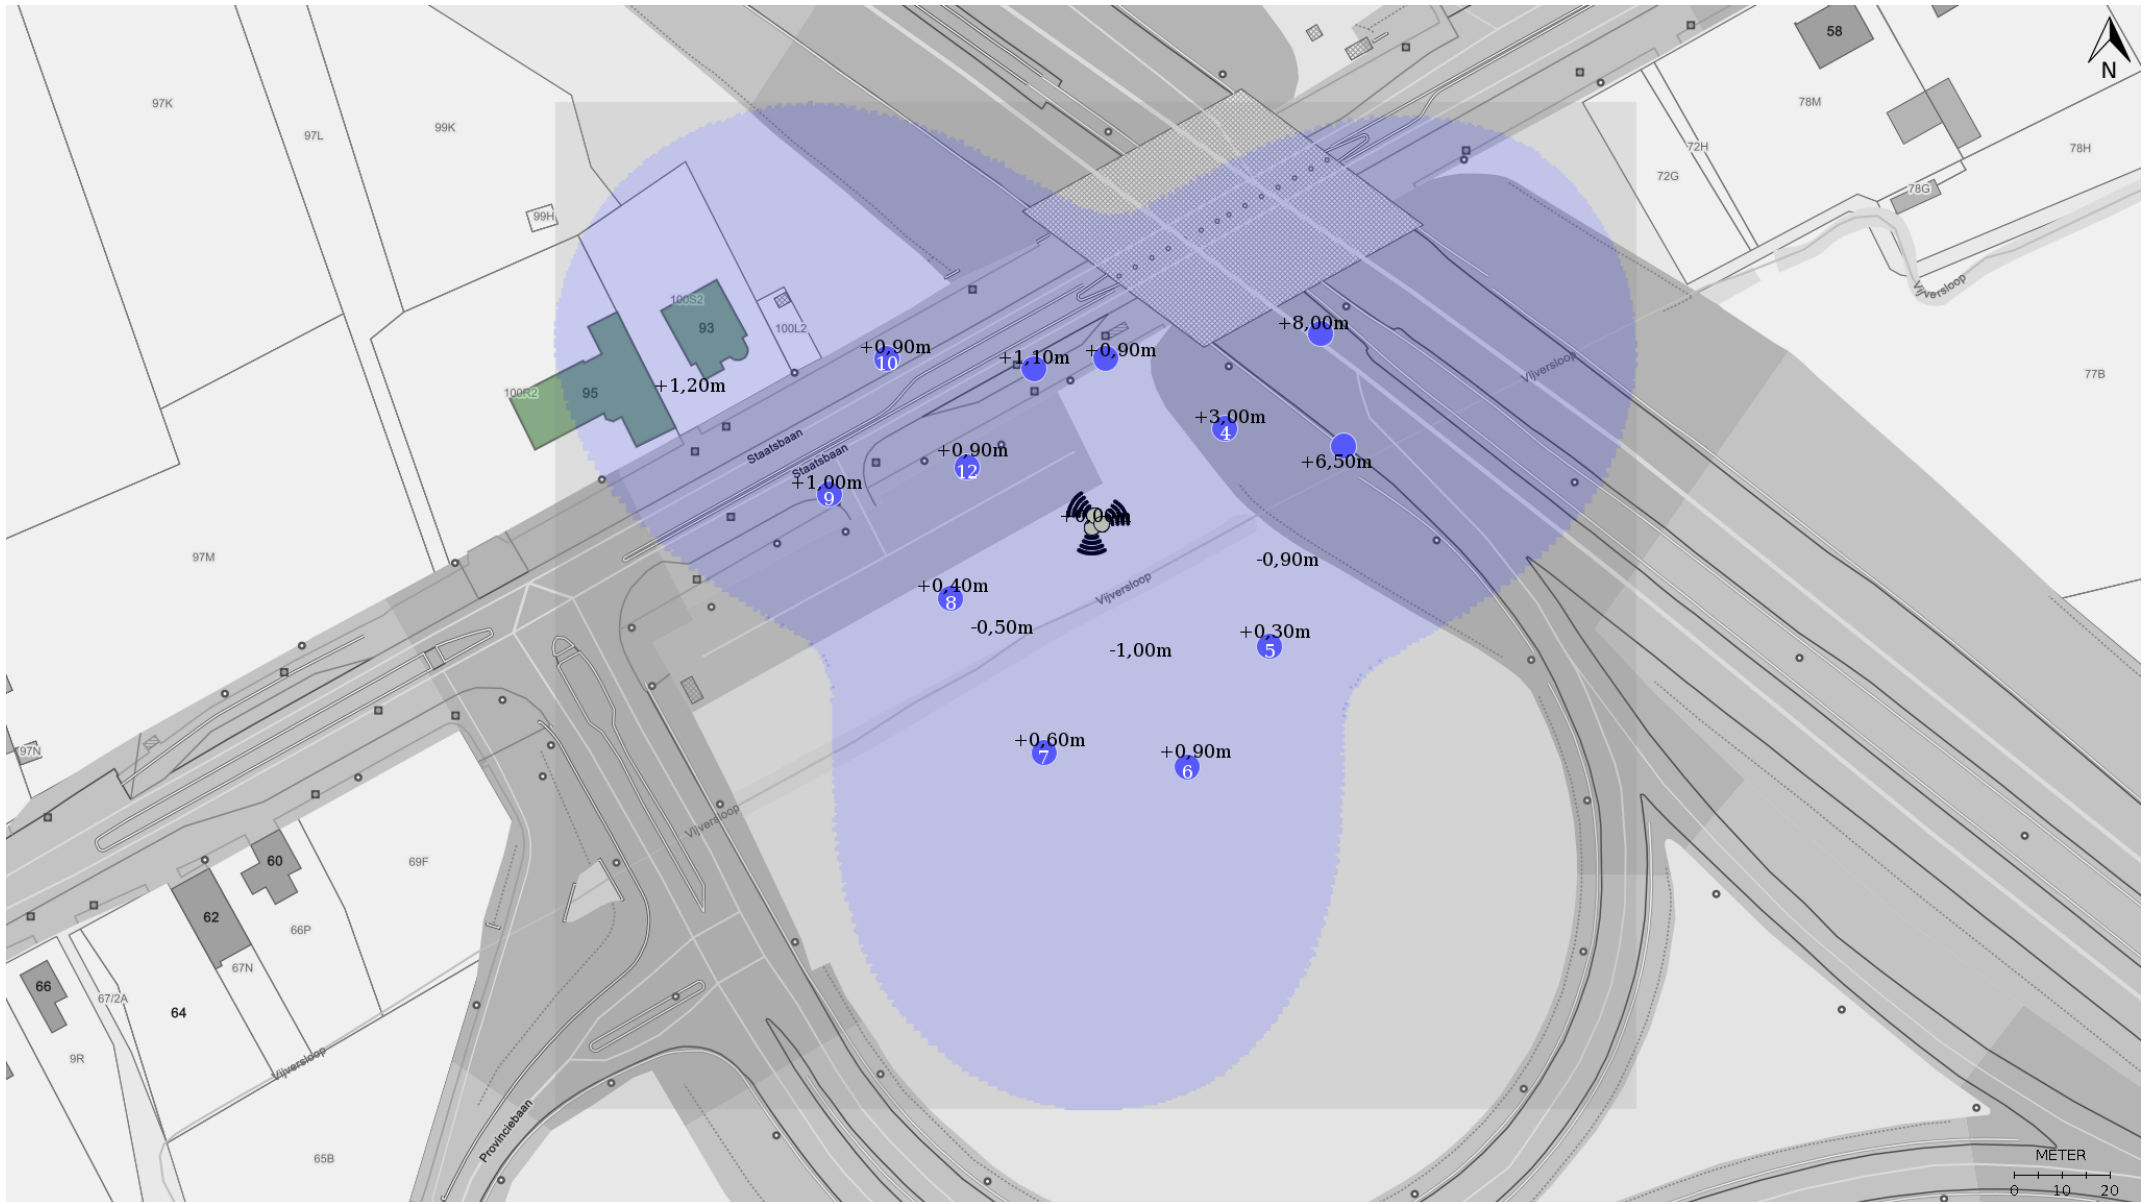 58
N
97K
99K
97L
78M
72H
78H
72G
78G
99H
Vijversloop
100S2
93
100L2
+8,00m
+0,90m
10
+1,10m
+0,90m
Vijversloop
77B
+1,20m
100R2
95
+3,00m
4
Staatsbaan
Staatsbaan
+0,90m
12
+6,50m
+1,00m
9
+0,00m
97M
-0,90m
Vijversloop
+0,40m
8
-0,50m
+0,30m
5
-1,00m
97N
+0,60m
7
+0,90m
6
Vijversloop
60
69F
62
66P
67N
66
67/2A
64
9R
Vijversloop
Provinciebaan
65B
METER
0 10 20